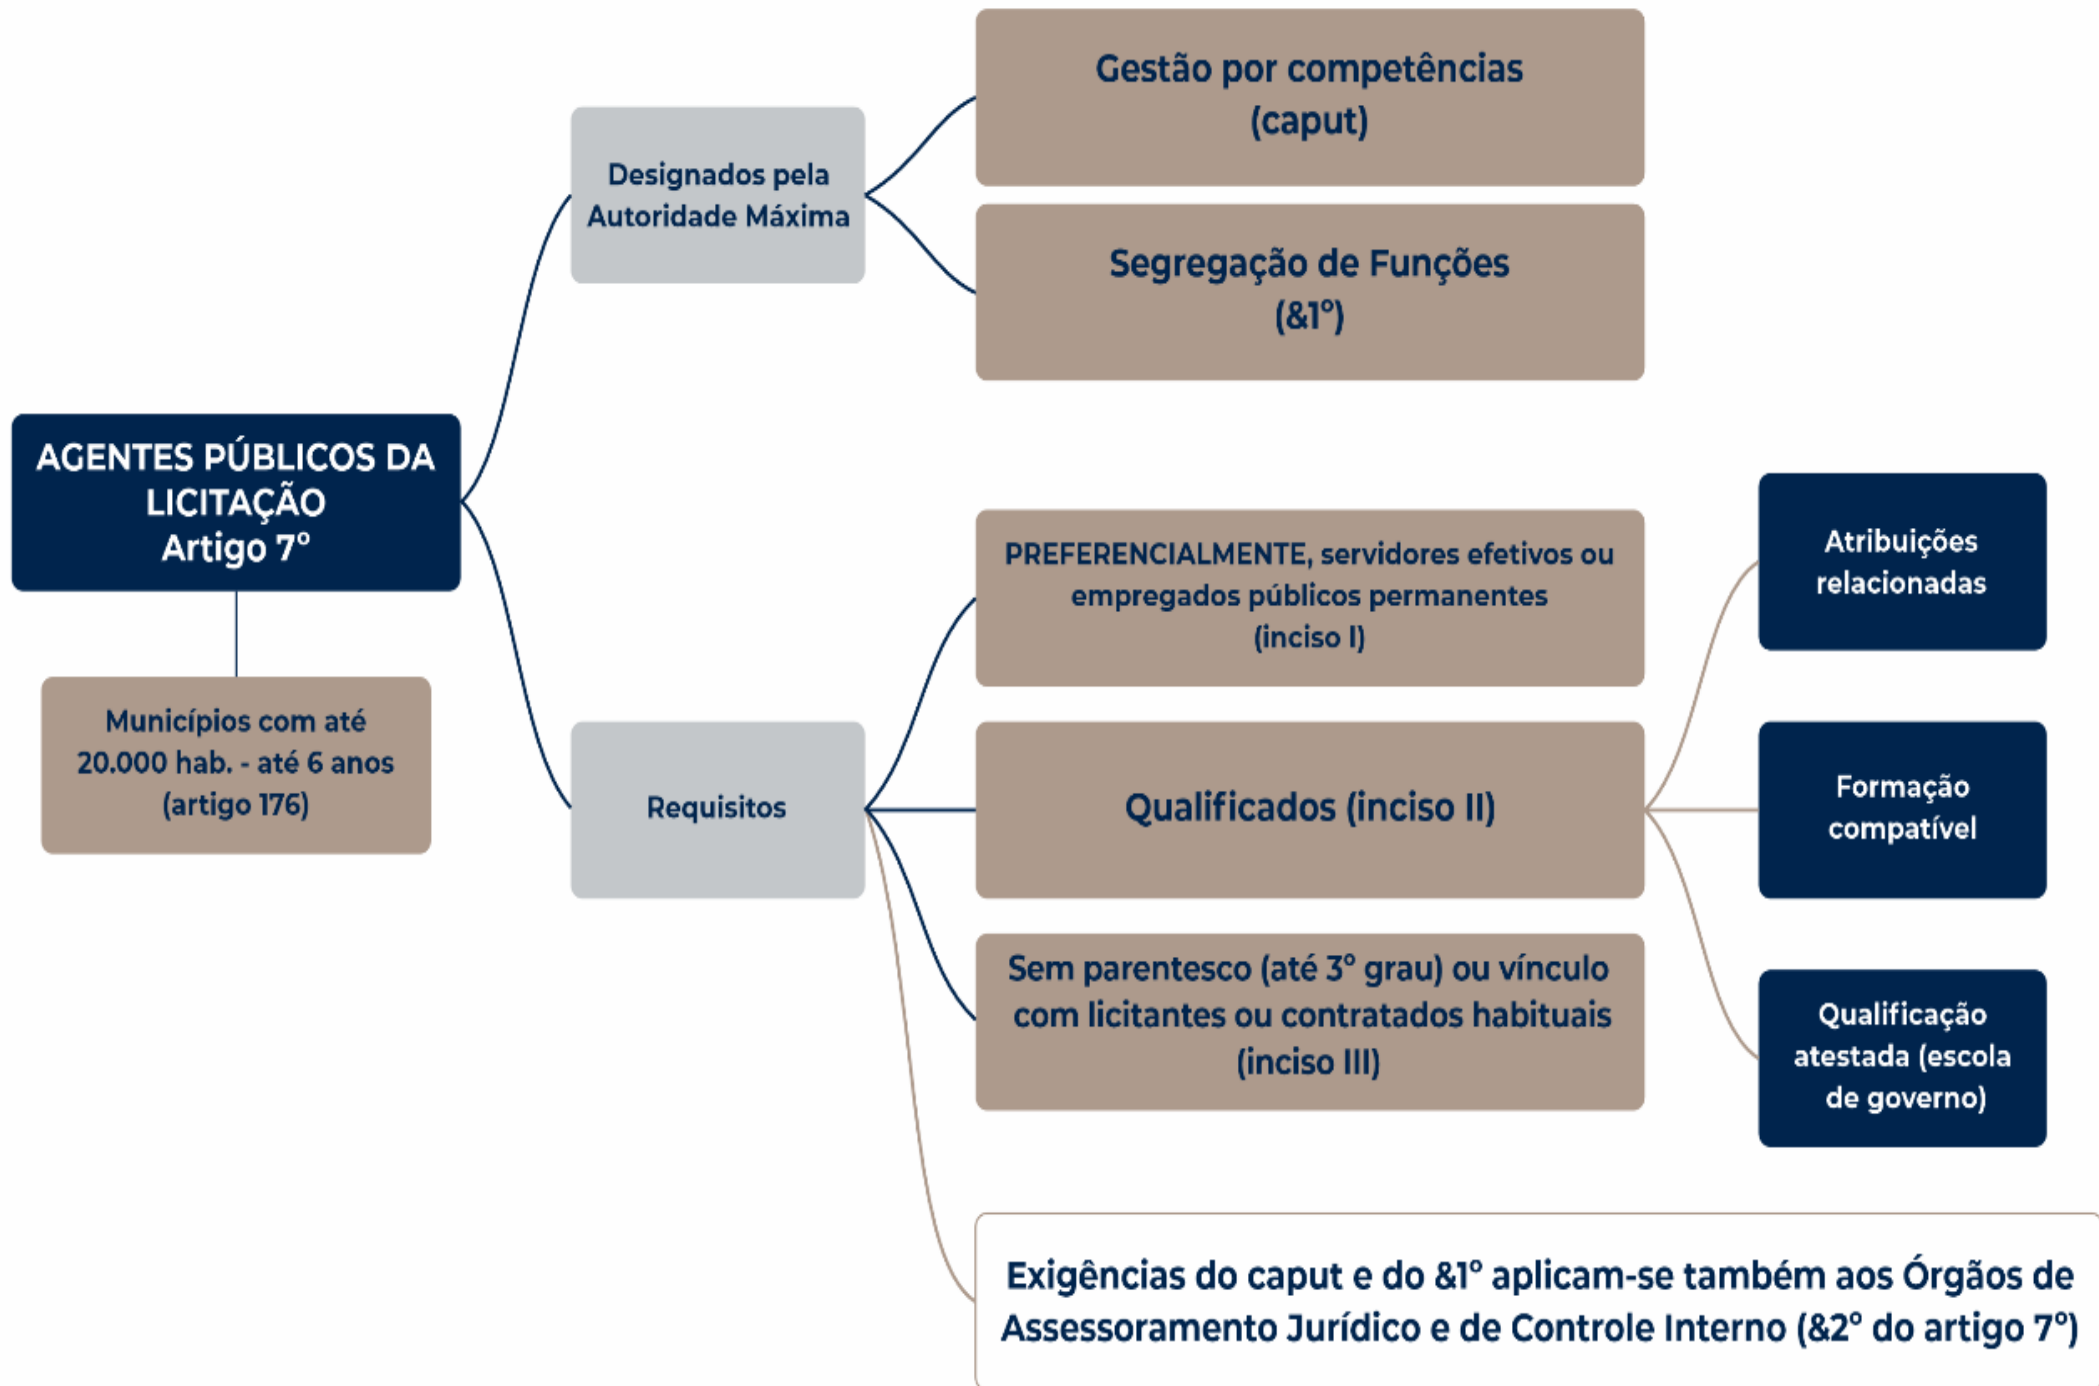 AGENTES PÚBLICOS DA
LICITAÇÃO
Artigo 7º
Municípios com até
20.000 hab. - até 6 anos
(artigo 176)
Designados pela
Autoridade Máxima
Gestão por competências
(caput)
Segregação de Funções
(&1º)
Requisitos
PREFERENCIALMENTE, servidores efetivos ou
empregados públicos permanentes
(inciso I)
Qualificados (inciso II)
Atribuições
relacionadas
Formação
compatível
Qualificação
atestada (escola
de governo)
Sem parentesco (até 3º grau) ou vínculo
com licitantes ou contratados habituais
(inciso III)
Exigências do caput e do &1º aplicam-se também aos Órgãos de
Assessoramento Jurídico e de Controle Interno (&2º do artigo 7º)